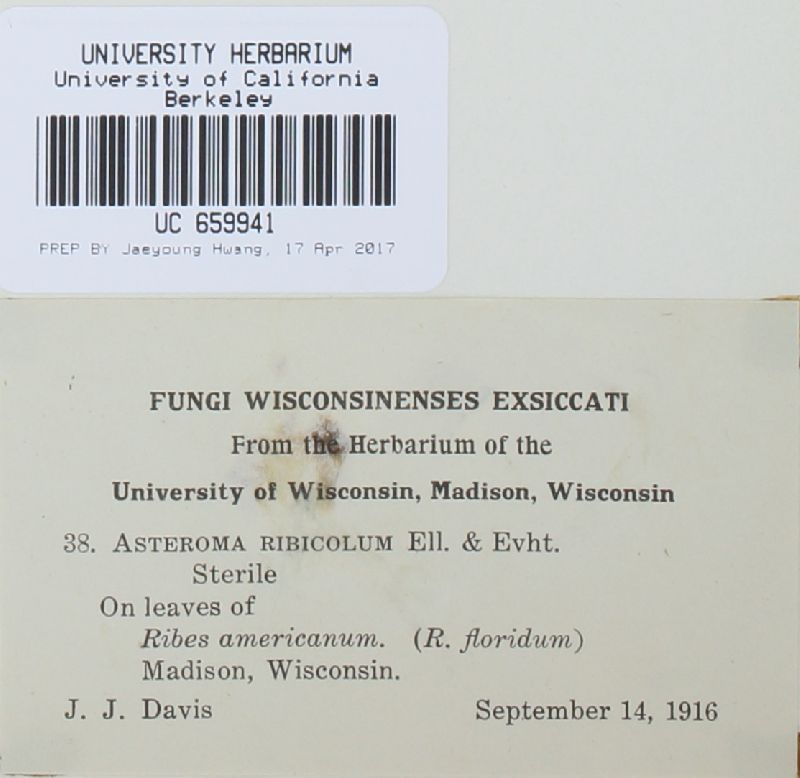 UNIVERSITY HERBARIUM
University of California
Berkeley
UC 659941
PREP BY Jaeyoung Hwang, 17 Apr 2017
FUNGI WISCONSINENSES EXSICCATI
From the Herbarium of the
University of Wisconsin, Madison, Wisconsin
38. ASTEROMA RIBICOLUM Ell. & Evht.
Sterile
On leaves of
Ribes americanum. (R. floridum)
Madison, Wisconsin.
J. J. Davis September 14, 1916